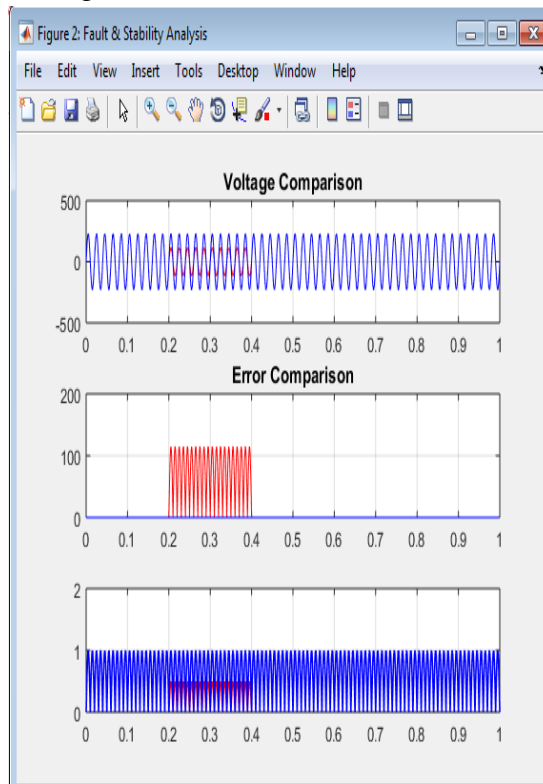 Figure 2: Fault & Stability Analysis
File Edit View Insert Tools Desktop Window Help
Voltage Comparison
500
0
-500
0 0.1 0.2 0.3 0.4 0.5 0.6 0.7 0.8 0.9 1
Error Comparison
200
100
0
0 0.1 0.2 0.3 0.4 0.5 0.6 0.7 0.8 0.9 1
2
1
0
0 0.1 0.2 0.3 0.4 0.5 0.6 0.7 0.8 0.9 1